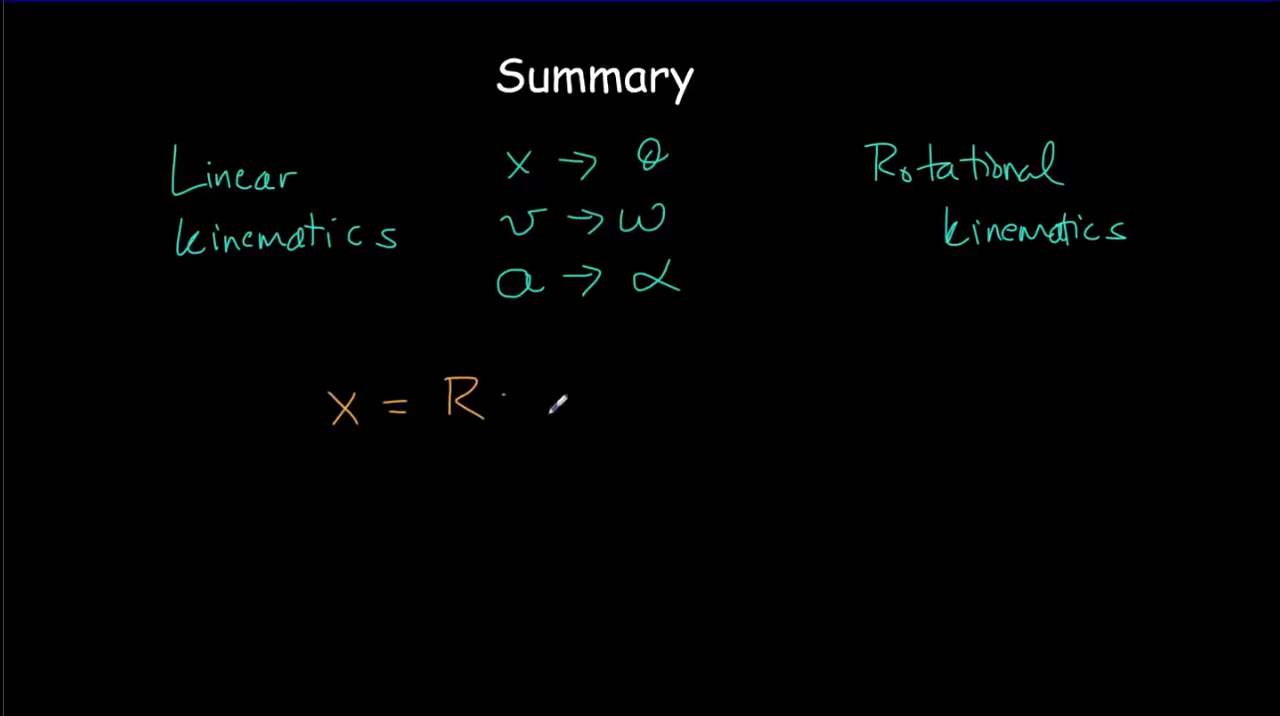 Summary
Linear
kinematics
x → θ
v → ω
a → α
Rotational
kinematics
x = R ·